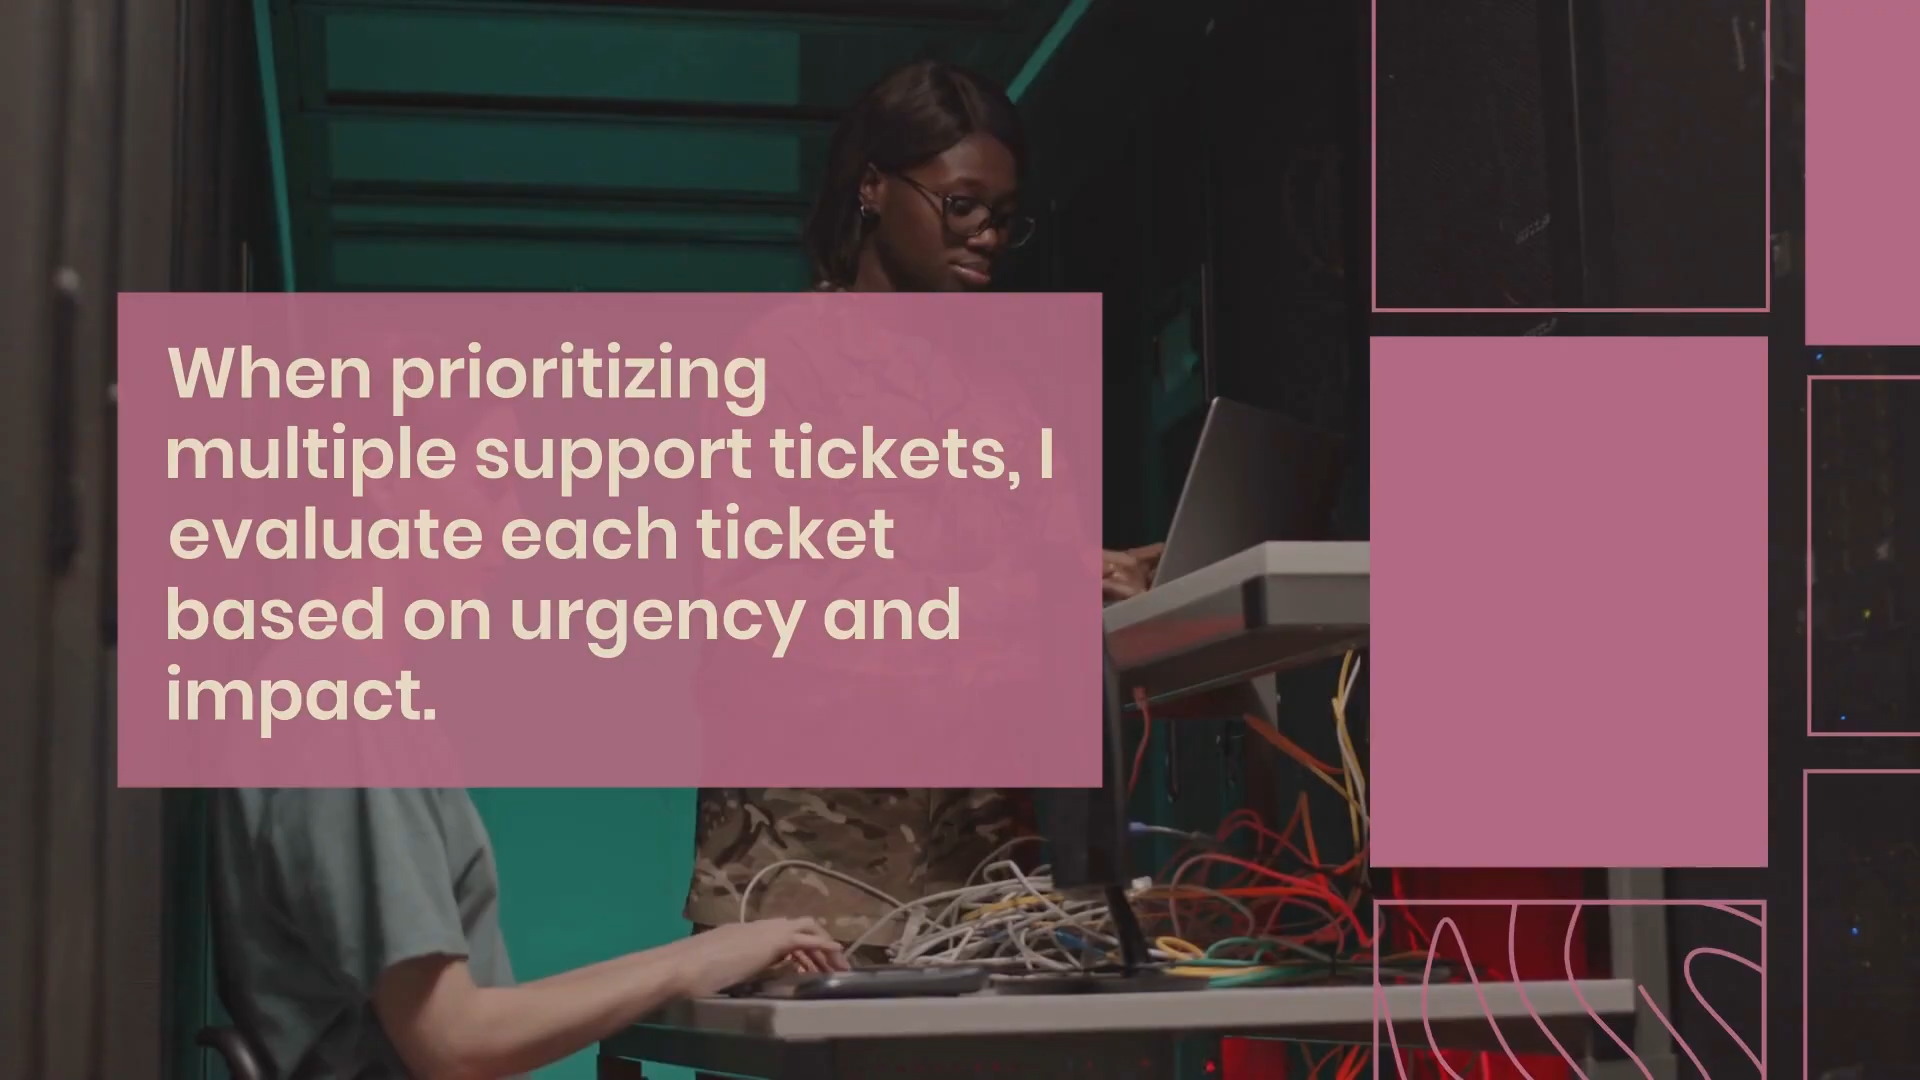 When prioritizing
multiple support tickets, I
evaluate each ticket
based on urgency and
impact.